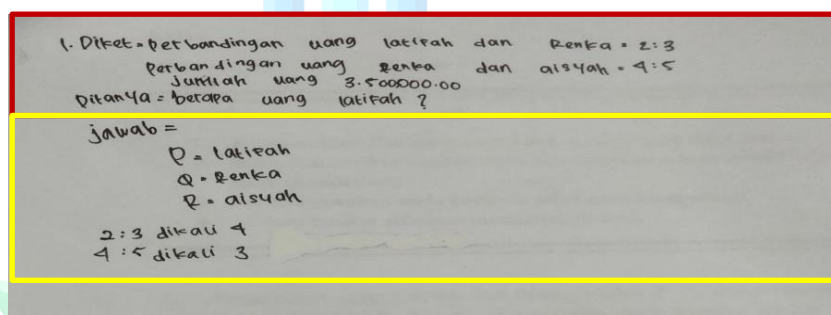 1. Diket = perbandingan uang latifah dan Renka = 2:3
perbandingan uang Renka dan aisyah = 4:5
jumlah uang 3.500000.00
Ditanya = berapa uang latifah ?
jawab =
P = latifah
Q = Renka
R = aisyah
2:3 dikali 4
4:5 dikali 3